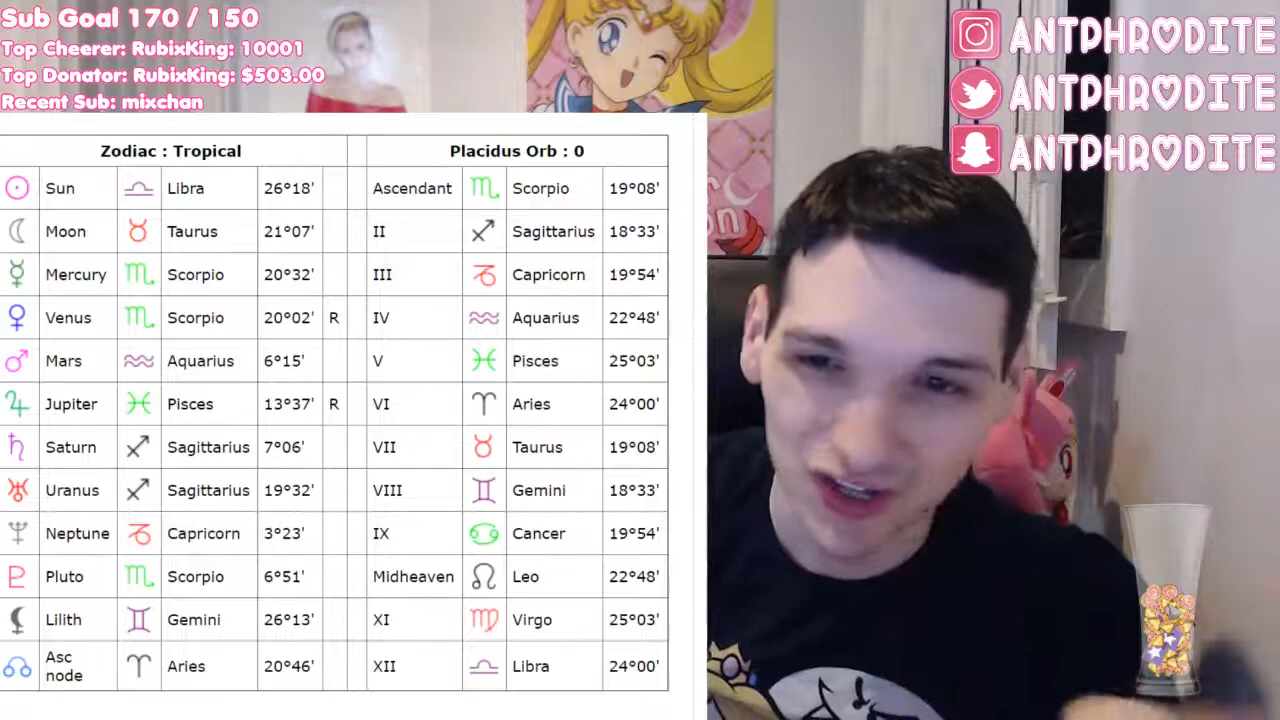 Sub Goal 170 / 150
Top Cheerer: RubixKing: 10001
Top Donator: RubixKing: $503.00
Recent Sub: mixchan
ANTPHRODITE
ANTPHRODITE
ANTPHRODITE
Zodiac : Tropical Placidus Orb : 0
Sun Libra 26°18' Ascendant Scorpio 19°08'
Moon Taurus 21°07' II Sagittarius 18°33'
Mercury Scorpio 20°32' III Capricorn 19°54'
Venus Scorpio 20°02' R IV Aquarius 22°48'
Mars Aquarius 6°15' V Pisces 25°03'
Jupiter Pisces 13°37' R VI Aries 24°00'
Saturn Sagittarius 7°06' VII Taurus 19°08'
Uranus Sagittarius 19°32' VIII Gemini 18°33'
Neptune Capricorn 3°23' IX Cancer 19°54'
Pluto Scorpio 6°51' Midheaven Leo 22°48'
Lilith Gemini 26°13' XI Virgo 25°03'
Asc node Aries 20°46' XII Libra 24°00'